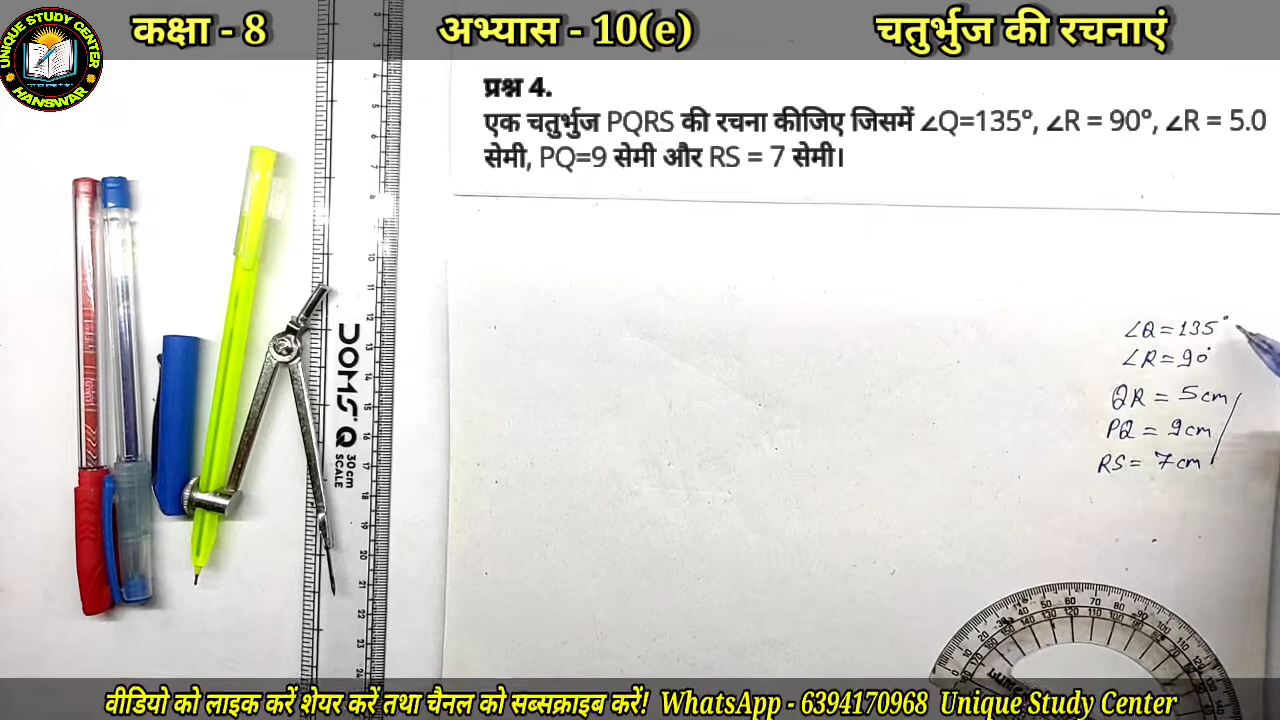 कक्षा - 8 अभ्यास - 10(e) चतुर्भुज की रचनाएं
UNIQUE STUDY CENTER
HANSWAR
प्रश्न 4.
एक चतुर्भुज PQRS की रचना कीजिए जिसमें ∠Q=135°, ∠R = 90°, ∠R = 5.0
सेमी, PQ=9 सेमी और RS = 7 सेमी।
∠Q = 135°
∠R = 90°
QR = 5cm
PQ = 9cm
RS = 7cm
DOMS Q 30 cm SCALE
वीडियो को लाइक करें शेयर करें तथा चैनल को सब्सक्राइब करें! WhatsApp - 6394170968 Unique Study Center